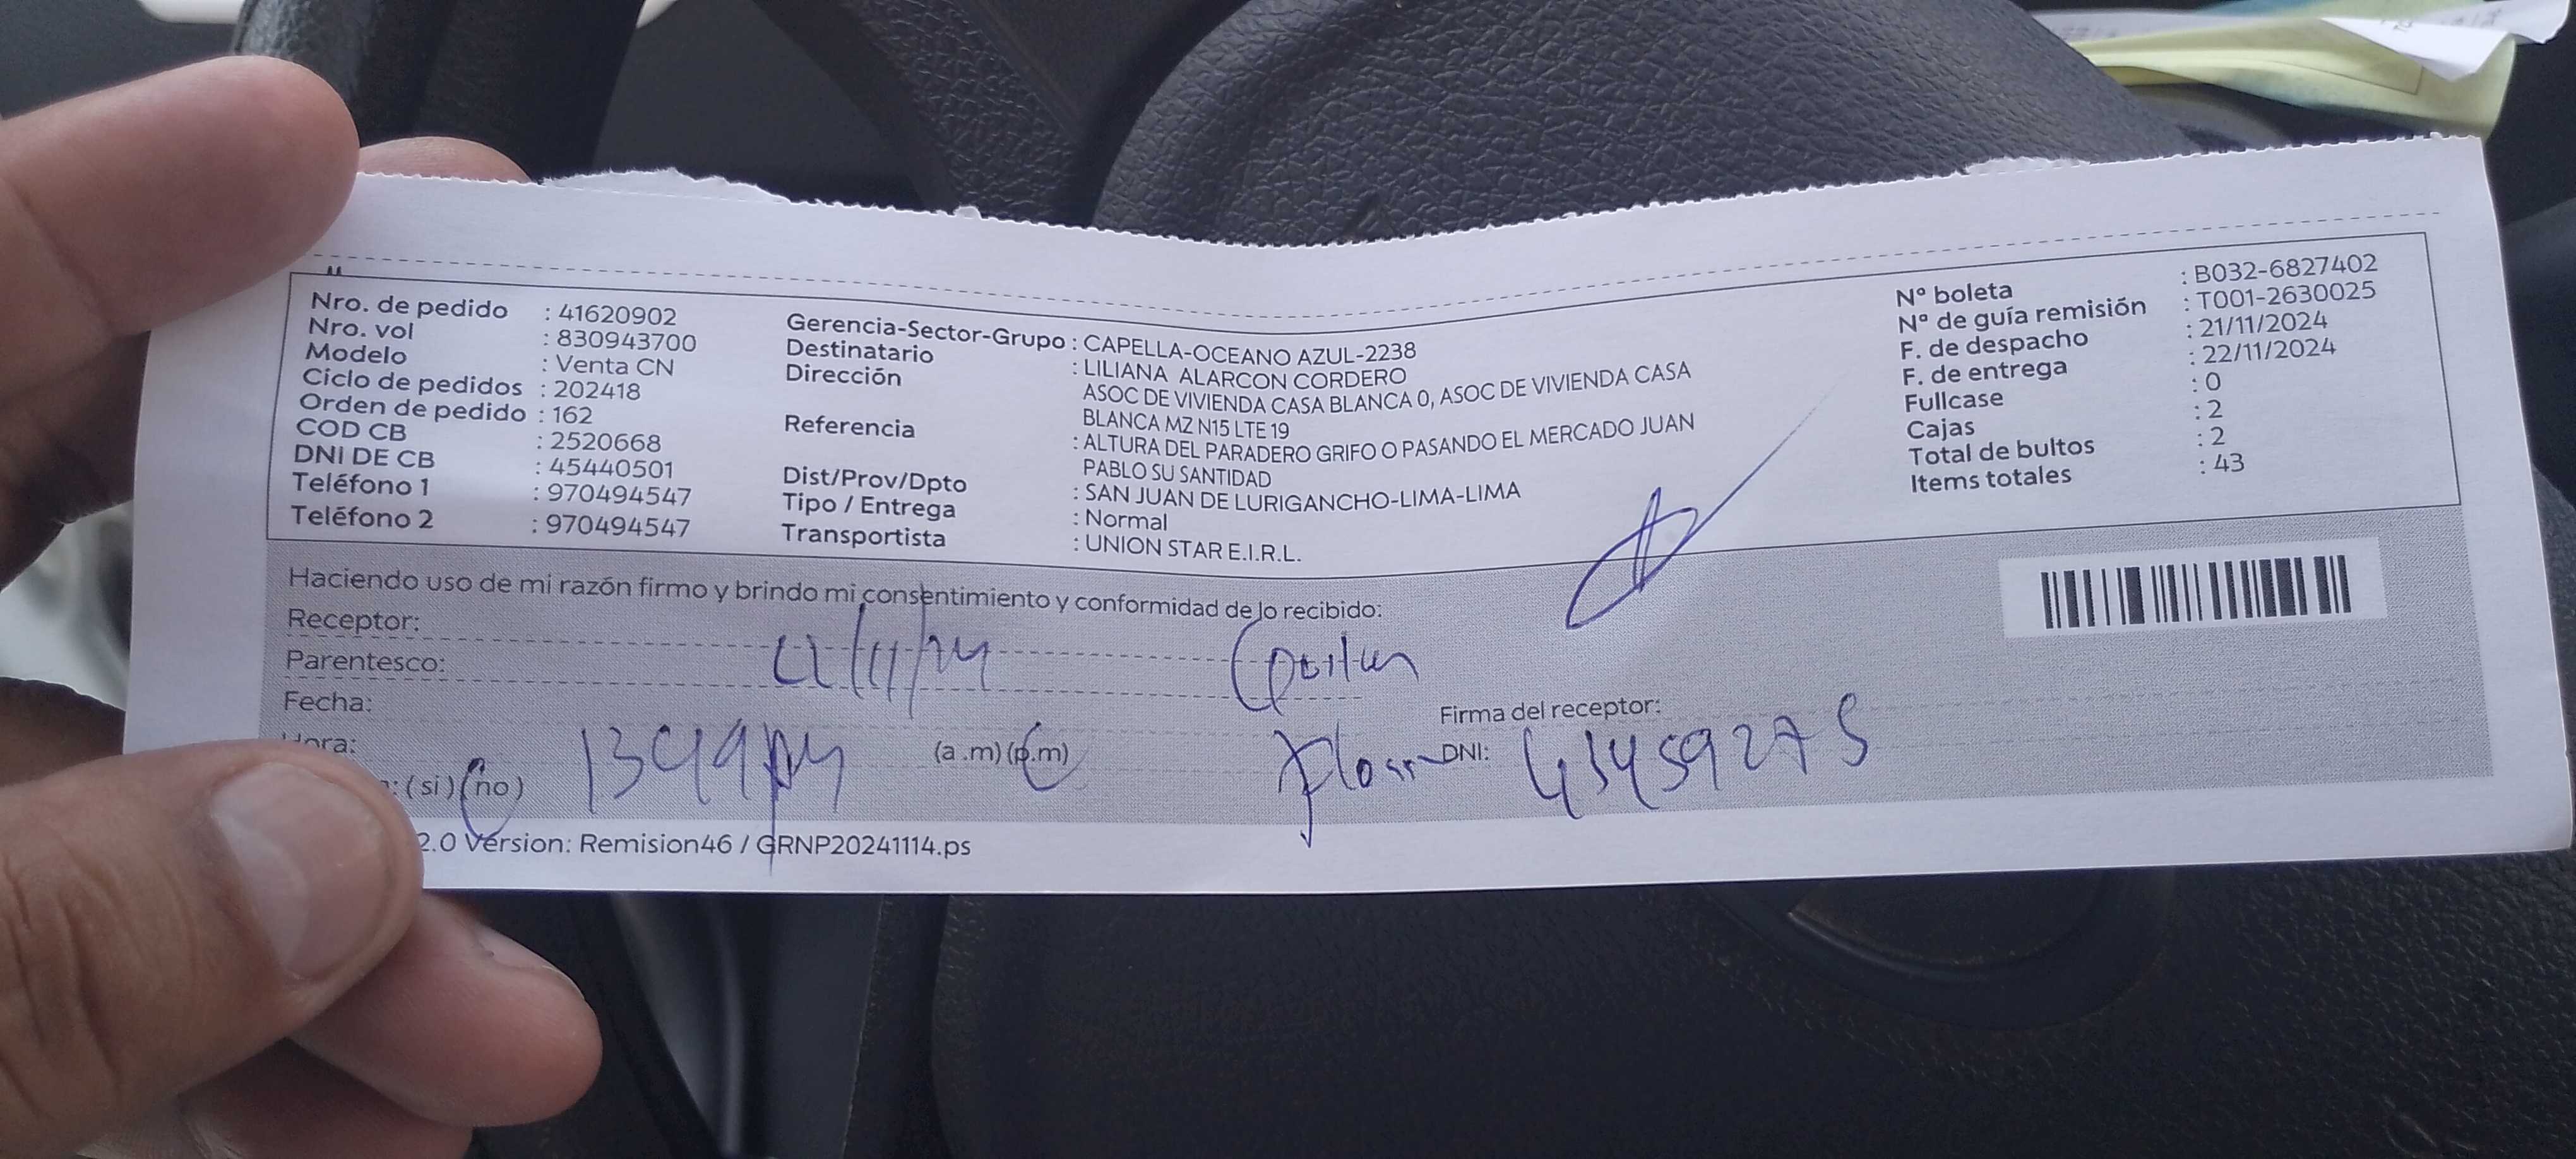 Nro. de pedido : 41620902
Nro. vol : 830943700
Modelo : Venta CN
Ciclo de pedidos : 202418
Orden de pedido : 162
COD CB : 2520668
DNI DE CB : 45440501
Teléfono 1 : 970494547
Teléfono 2 : 970494547
Gerencia-Sector-Grupo : CAPELLA-OCEANO AZUL-2238
Destinatario : LILIANA ALARCON CORDERO
Dirección ASOC DE VIVIENDA CASA BLANCA 0, ASOC DE VIVIENDA CASA
BLANCA MZ N15 LTE 19
Referencia : ALTURA DEL PARADERO GRIFO O PASANDO EL MERCADO JUAN
PABLO SU SANTIDAD
Dist/Prov/Dpto : SAN JUAN DE LURIGANCHO-LIMA-LIMA
Tipo / Entrega : Normal
Transportista : UNION STAR E.I.R.L.
N° boleta : B032-6827402
N° de guía remisión : T001-2630025
F. de despacho : 21/11/2024
F. de entrega : 22/11/2024
Fullcase : 0
Cajas : 2
Total de bultos : 2
Items totales : 43
Haciendo uso de mi razón firmo y brindo mi consentimiento y conformidad de lo recibido:
Receptor:
Parentesco:
Fecha:
Hora: (a.m) (p.m)
: (si) (no)
Firma del receptor:
DNI: 43459275
2.0 Version: Remision46 / GRNP20241114.ps